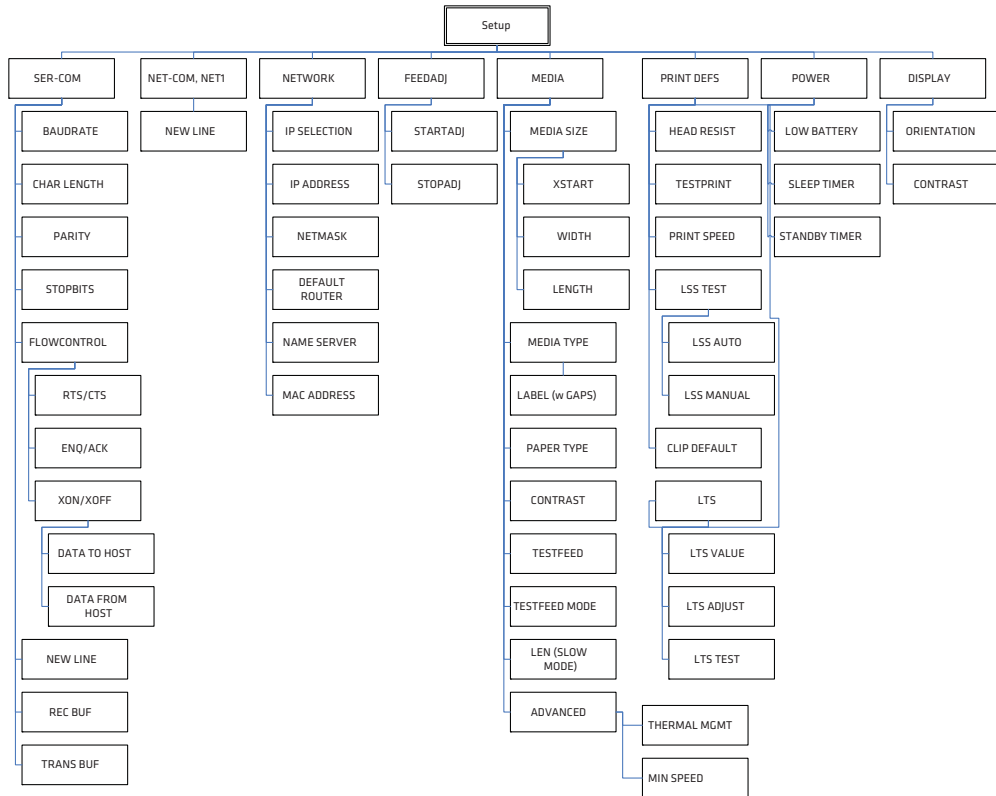 Setup
SER-COM
NET-COM, NET1
NETWORK
FEEDADJ
MEDIA
PRINT DEFS
POWER
DISPLAY
BAUDRATE
NEW LINE
IP SELECTION
STARTADJ
MEDIA SIZE
HEAD RESIST
LOW BATTERY
ORIENTATION
CHAR LENGTH
IP ADDRESS
STOPADJ
XSTART
TESTPRINT
SLEEP TIMER
CONTRAST
PARITY
NETMASK
WIDTH
PRINT SPEED
STANDBY TIMER
STOPBITS
DEFAULT
ROUTER
LENGTH
LSS TEST
FLOWCONTROL
NAME SERVER
MEDIA TYPE
LSS AUTO
RTS/CTS
MAC ADDRESS
LABEL (w GAPS)
LSS MANUAL
ENQ/ACK
PAPER TYPE
CLIP DEFAULT
XON/XOFF
CONTRAST
LTS
DATA TO HOST
TESTFEED
LTS VALUE
DATA FROM
HOST
TESTFEED MODE
LTS ADJUST
NEW LINE
LEN (SLOW
MODE)
LTS TEST
REC BUF
ADVANCED
THERMAL MGMT
TRANS BUF
MIN SPEED